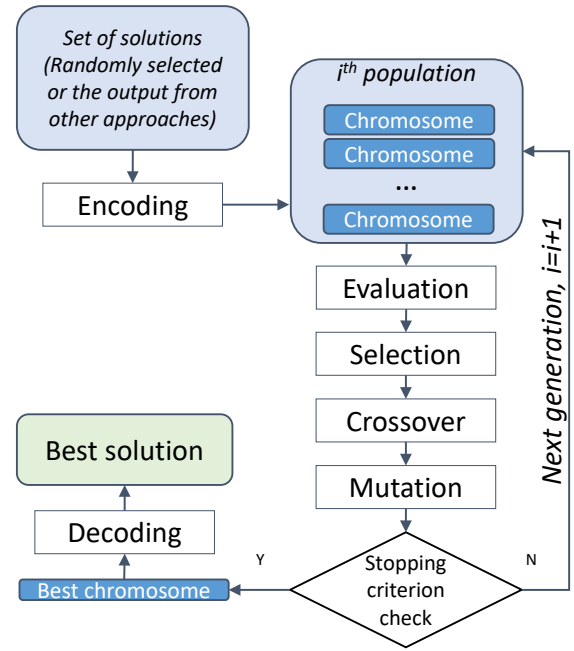 Set of solutions
(Randomly selected
or the output from
other approaches)
Encoding
iᵗʰ population
Chromosome
Chromosome
...
Chromosome
Evaluation
Selection
Crossover
Mutation
Stopping
criterion
check
Y
N
Next generation, i=i+1
Best chromosome
Decoding
Best solution